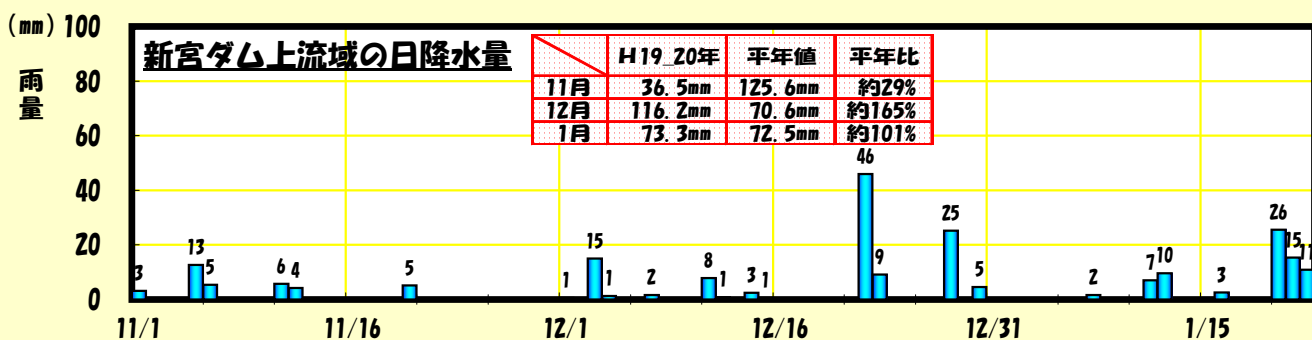 (mm) 100
新宮ダム上流域の日降水量
H19_20年 平年値 平年比
11月 36.5mm 125.6mm 約29%
12月 116.2mm 70.6mm 約165%
1月 73.3mm 72.5mm 約101%
雨量
80
60
40
20
0
3 13 5 6 4 5 1 15 1 2 8 1 3 1 46 9 25 5 2 7 10 3 26 15 11
11/1 11/16 12/1 12/16 12/31 1/15